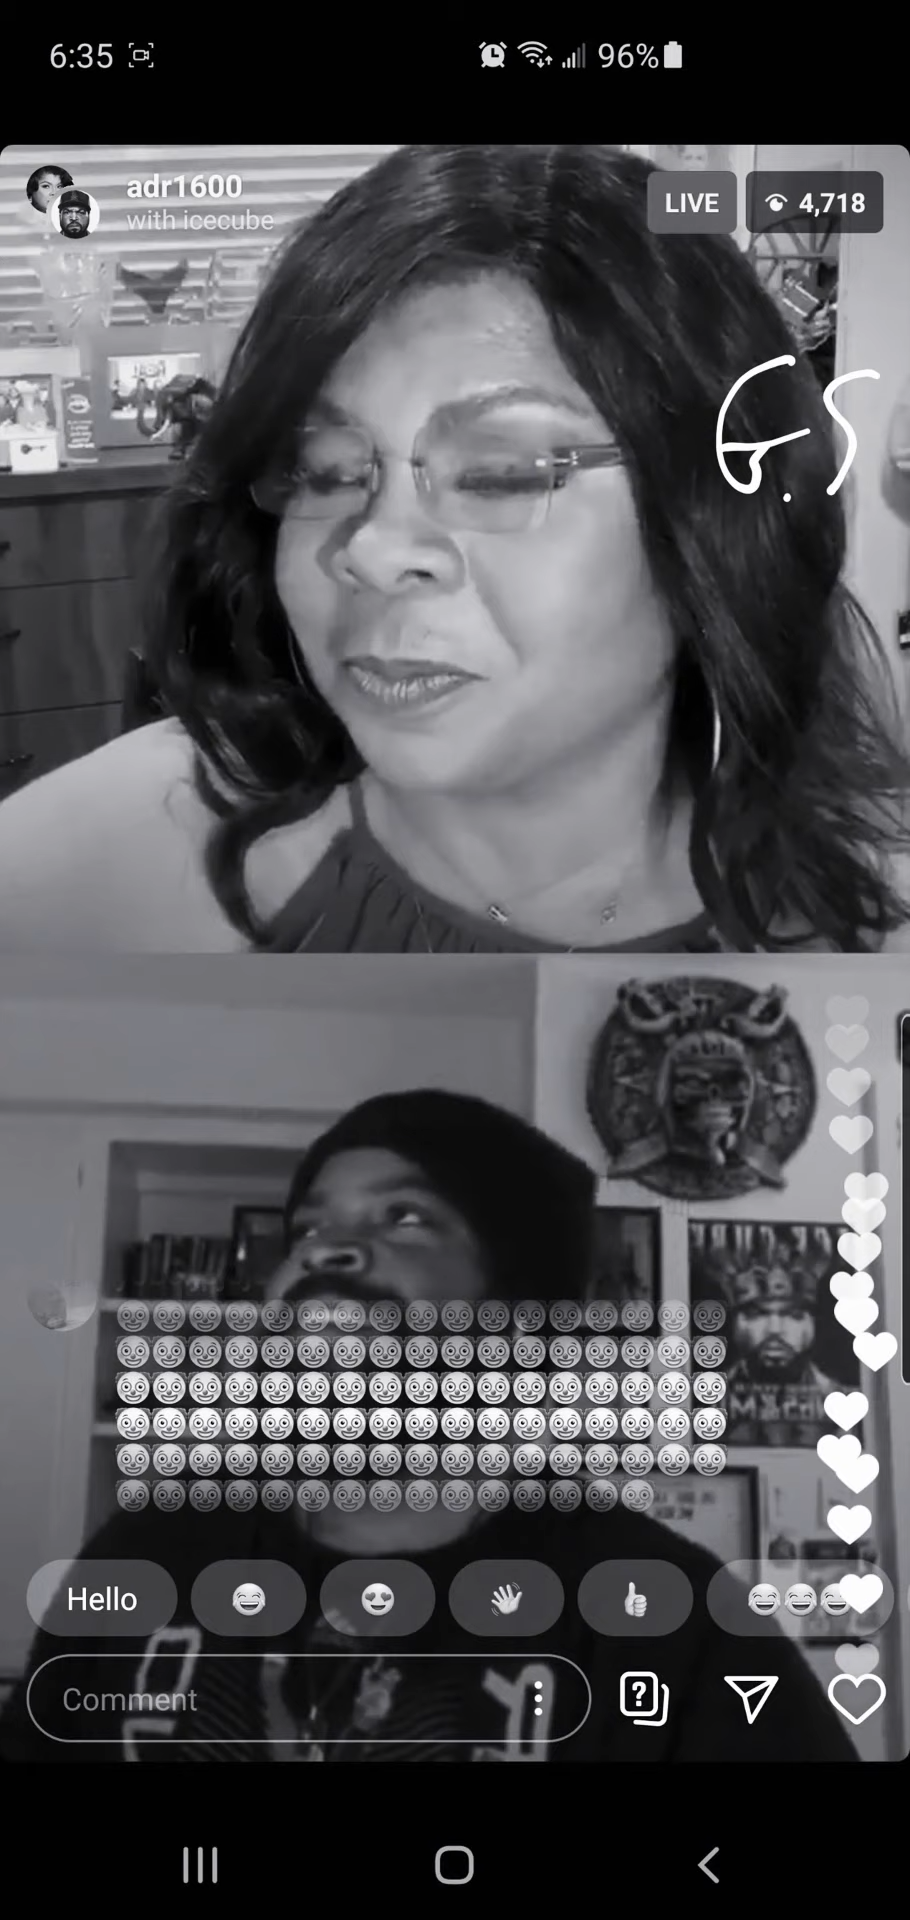 6:35
96%
adr1600
with icecube
LIVE
4,718
G.S
Hello
Comment